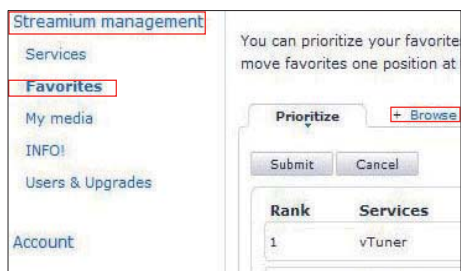 Streamium management
Services
Favorites
My media
INFO!
Users & Upgrades
Account
You can prioritize your favorite
move favorites one position at
Prioritize
+ Browse
Submit
Cancel
Rank Services
1 vTuner